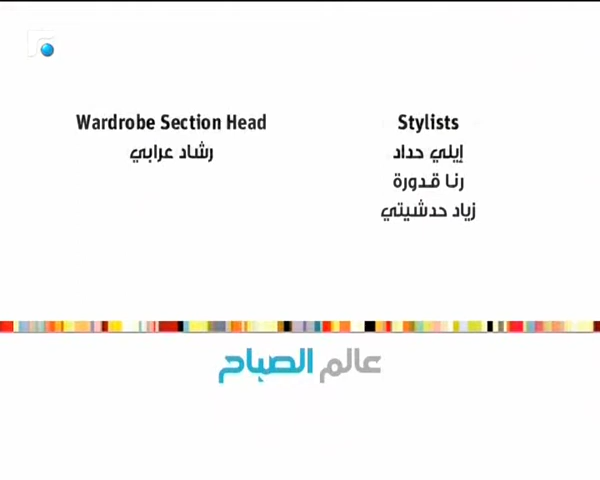 Wardrobe Section Head
رشاد عرابي
Stylists
إيلي حداد
رنا قدورة
زياد حدشيتي
عالم الصباح